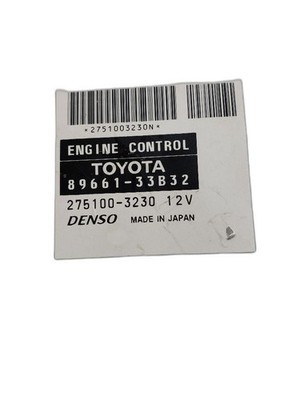 *2751003230N*
ENGINE CONTROL
TOYOTA
89661-33B32
275100-3230 12V
DENSO MADE IN JAPAN